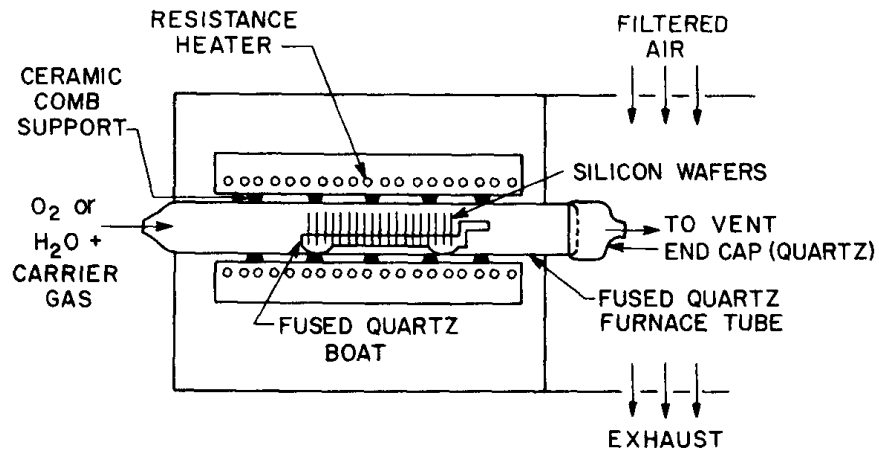 RESISTANCE
HEATER
FILTERED
AIR
CERAMIC
COMB
SUPPORT
SILICON WAFERS
O₂ or
H₂O +
CARRIER
GAS
TO VENT
END CAP (QUARTZ)
FUSED QUARTZ
BOAT
FUSED QUARTZ
FURNACE TUBE
EXHAUST